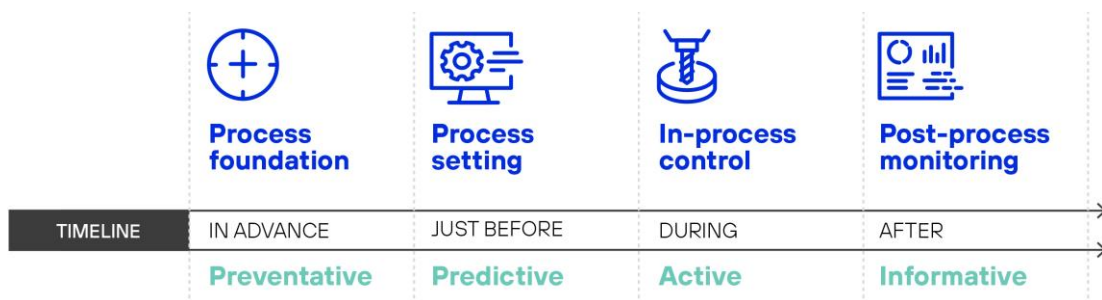 Process
foundation
Process
setting
In-process
control
Post-process
monitoring
TIMELINE
IN ADVANCE
JUST BEFORE
DURING
AFTER
Preventative
Predictive
Active
Informative